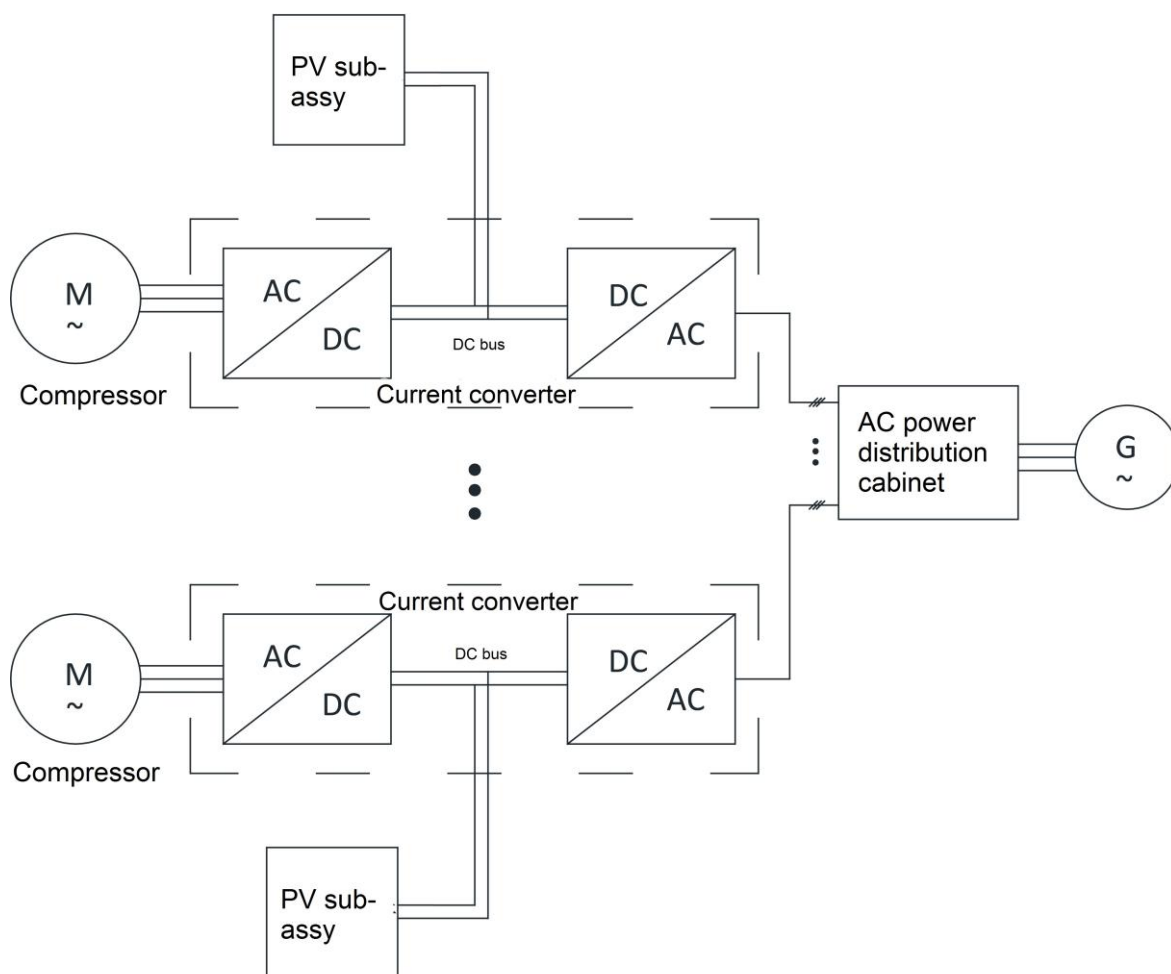 PV sub-
assy
M
~
AC
DC
DC bus
DC
AC
Compressor
Current converter
AC power
distribution
cabinet
G
~
Current converter
M
~
AC
DC
DC bus
DC
AC
Compressor
PV sub-
assy